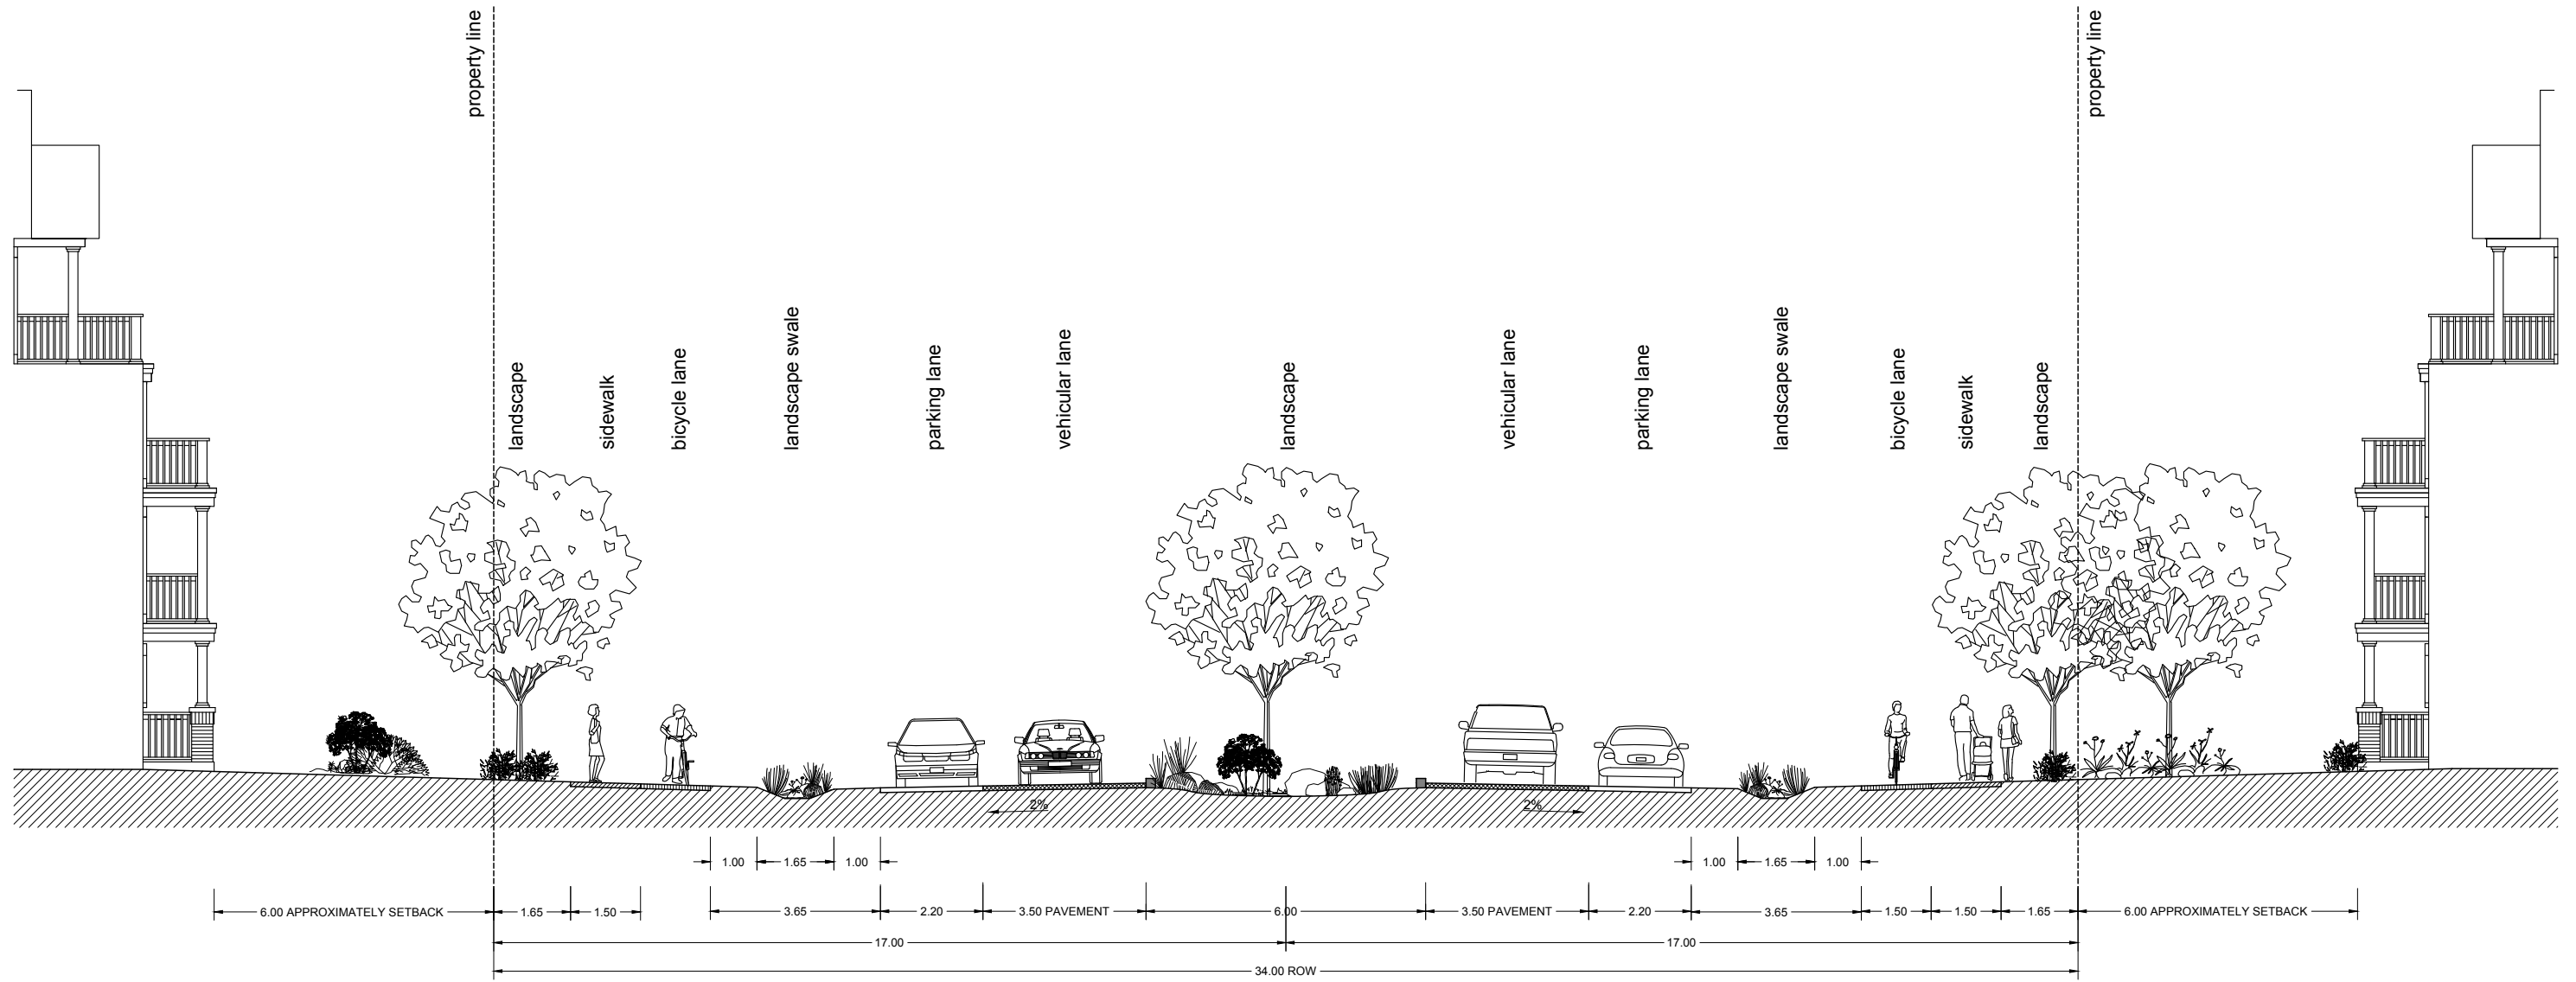 property line
property line
landscape
sidewalk
bicycle lane
landscape swale
parking lane
vehicular lane
landscape
vehicular lane
parking lane
landscape swale
bicycle lane
sidewalk
landscape
2%
2%
1.00
1.65
1.00
1.00
1.65
1.00
6.00 APPROXIMATELY SETBACK
1.65
1.50
3.65
2.20
3.50 PAVEMENT
6.00
3.50 PAVEMENT
2.20
3.65
1.50
1.50
1.65
6.00 APPROXIMATELY SETBACK
17.00
17.00
34.00 ROW